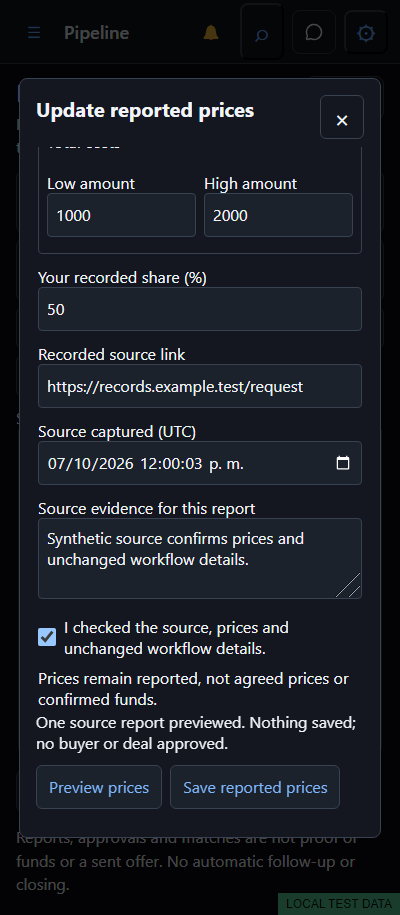 Pipeline
Update reported prices
Low amount
High amount
1000
2000
Your recorded share (%)
50
Recorded source link
https://records.example.test/request
Source captured (UTC)
07/10/2026 12:00:03 p. m.
Source evidence for this report
Synthetic source confirms prices and
unchanged workflow details.
I checked the source, prices and
unchanged workflow details.
Prices remain reported, not agreed prices or
confirmed funds.
One source report previewed. Nothing saved;
no buyer or deal approved.
Preview prices
Save reported prices
Reports, approvals and matches are not proof of
funds or a sent offer. No automatic follow-up or
closing.
LOCAL TEST DATA